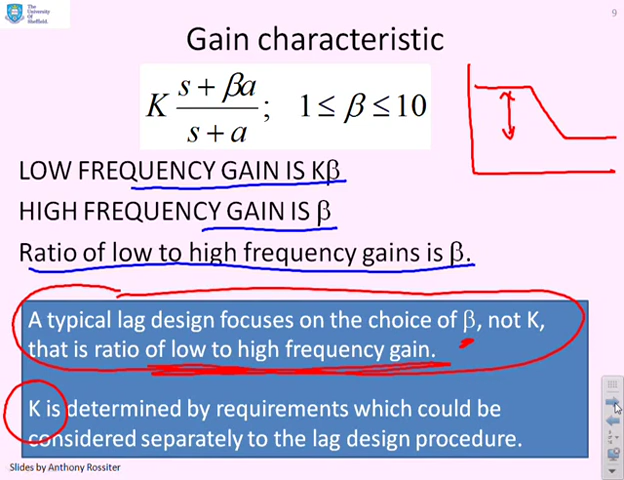 The
University
Of
Sheffield.
9
Gain characteristic
K (s + βa)/(s + a);   1 ≤ β ≤ 10
LOW FREQUENCY GAIN IS Kβ
HIGH FREQUENCY GAIN IS β
Ratio of low to high frequency gains is β.
A typical lag design focuses on the choice of β, not K,
that is ratio of low to high frequency gain.
K is determined by requirements which could be
considered separately to the lag design procedure.
Slides by Anthony Rossiter